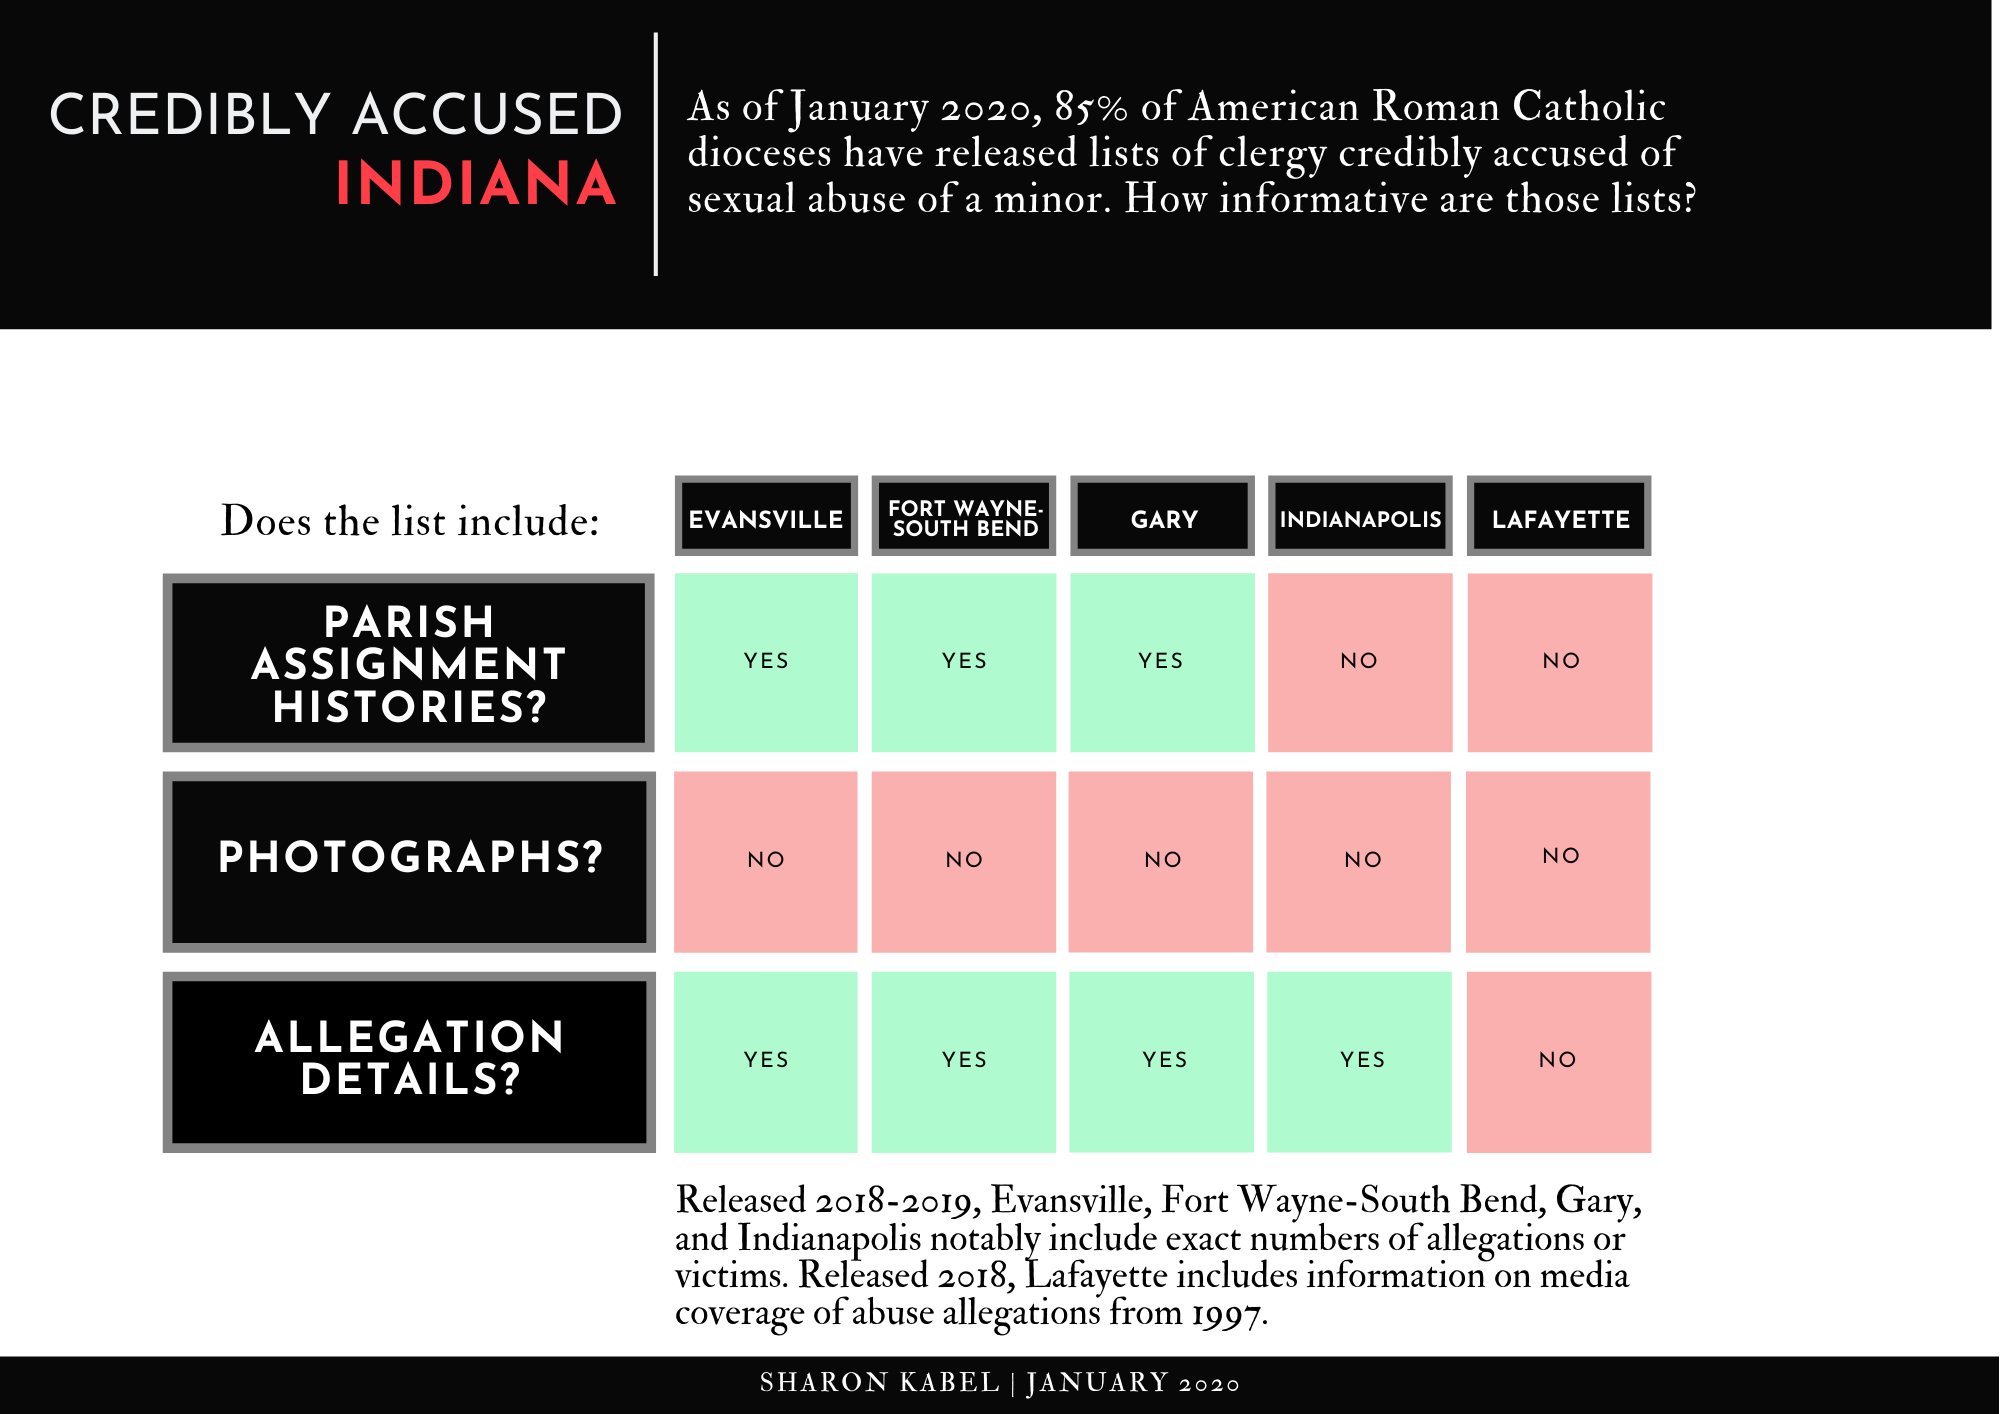 CREDIBLY ACCUSED
INDIANA
As of January 2020, 85% of American Roman Catholic
dioceses have released lists of clergy credibly accused of
sexual abuse of a minor. How informative are those lists?
Does the list include:
EVANSVILLE
FORT WAYNE-
SOUTH BEND
GARY
INDIANAPOLIS
LAFAYETTE
PARISH
ASSIGNMENT
HISTORIES?
YES
YES
YES
NO
NO
PHOTOGRAPHS?
NO
NO
NO
NO
NO
ALLEGATION
DETAILS?
YES
YES
YES
YES
NO
Released 2018-2019, Evansville, Fort Wayne-South Bend, Gary,
and Indianapolis notably include exact numbers of allegations or
victims. Released 2018, Lafayette includes information on media
coverage of abuse allegations from 1997.
SHARON KABEL | JANUARY 2020